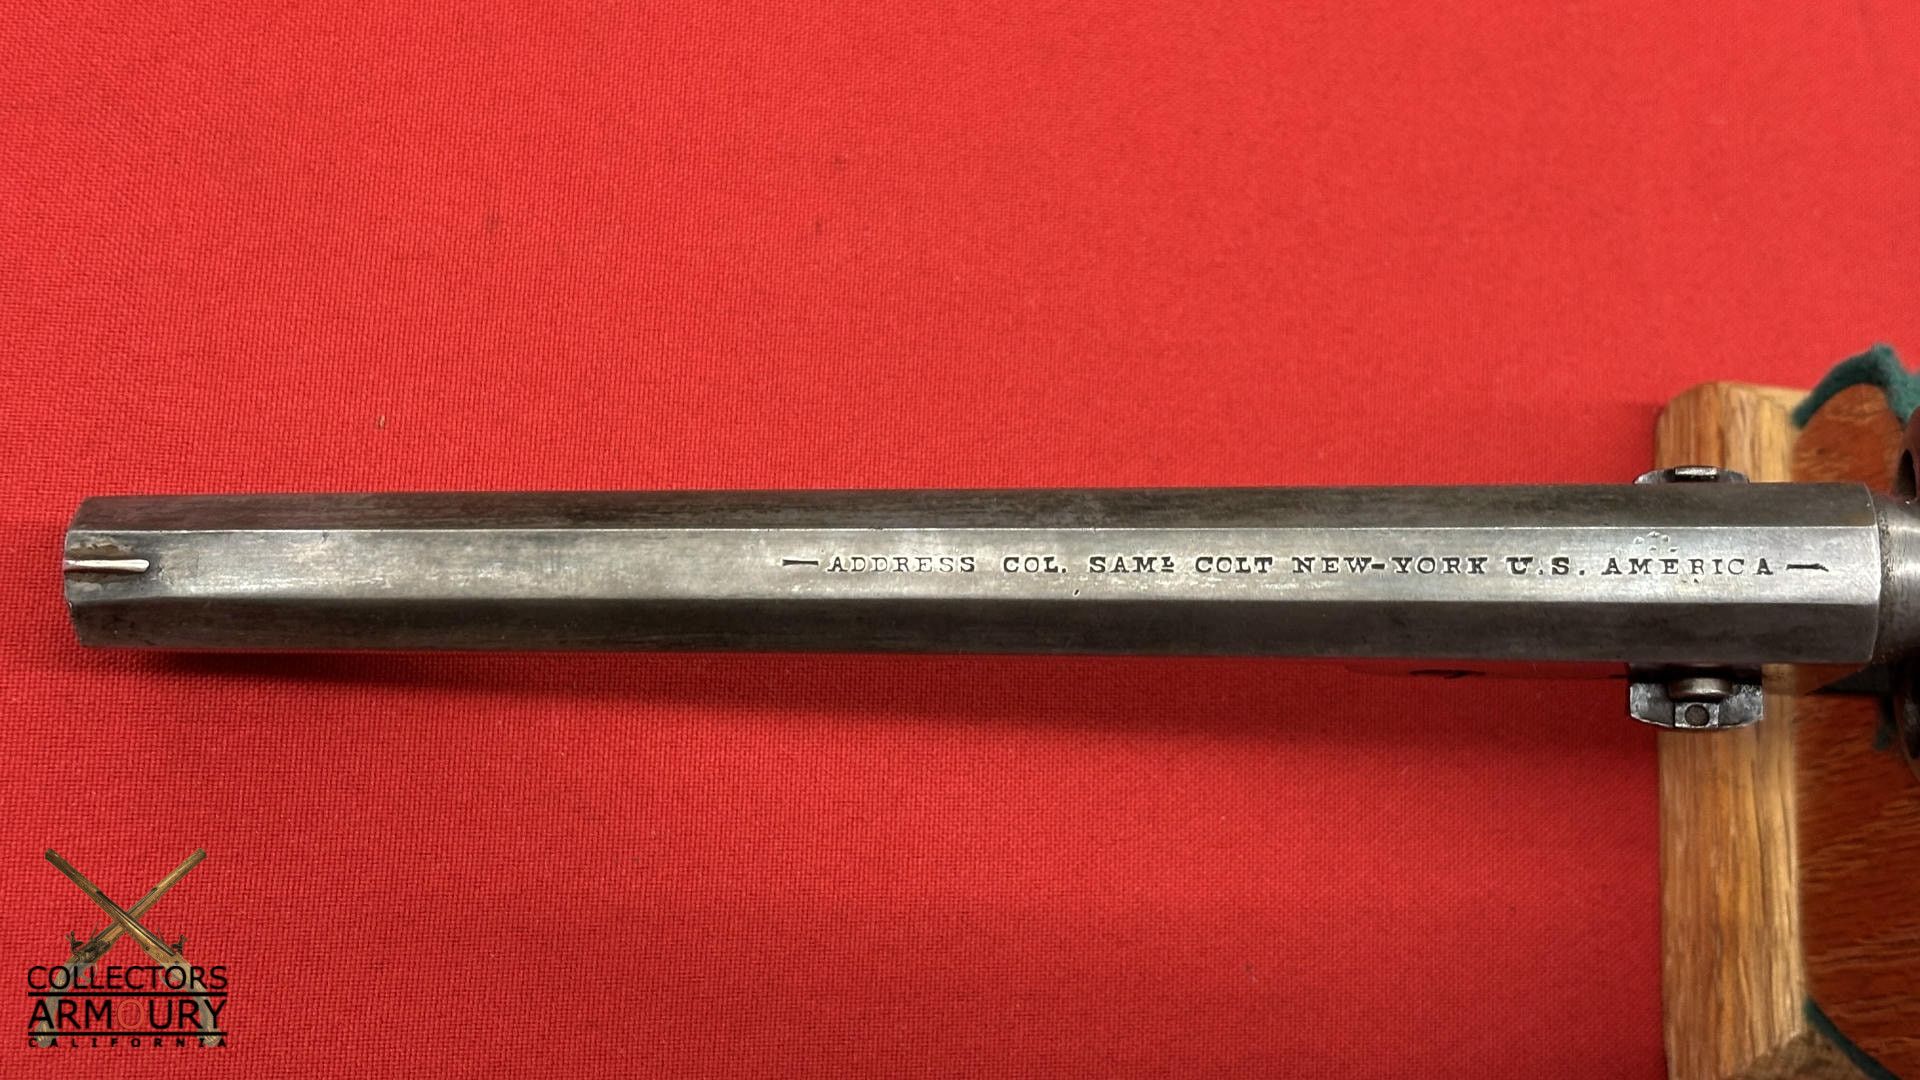 —ADDRESS COL. SAMᴸ COLT NEW-YORK U.S. AMERICA—
COLLECTORS
ARMOURY
CALIFORNIA